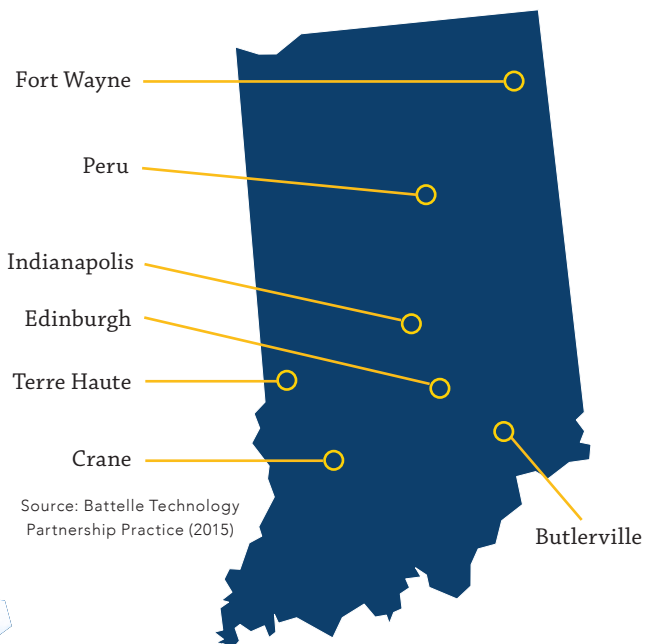 Fort Wayne
Peru
Indianapolis
Edinburgh
Terre Haute
Crane
Source: Battelle Technology
Partnership Practice (2015)
Butlerville